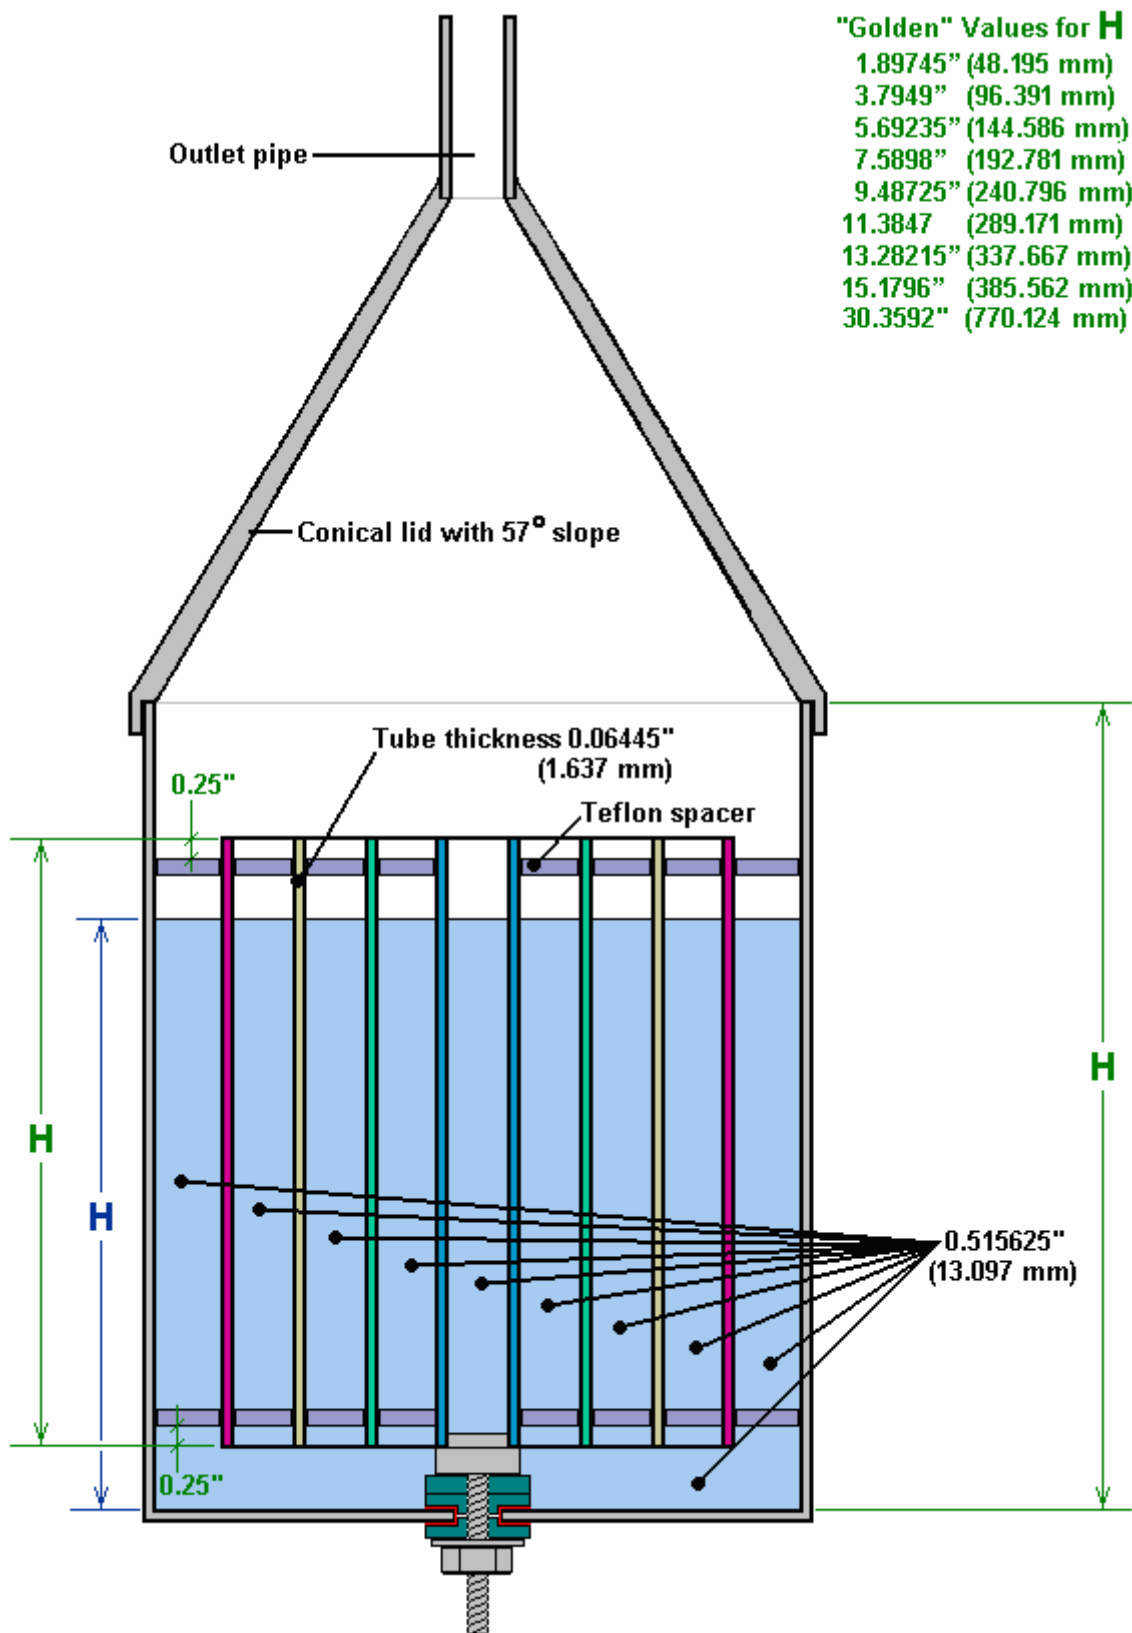 "Golden" Values for H
1.89745” (48.195 mm)
3.7949” (96.391 mm)
5.69235” (144.586 mm)
7.5898” (192.781 mm)
9.48725” (240.796 mm)
11.3847 (289.171 mm)
13.28215” (337.667 mm)
15.1796” (385.562 mm)
30.3592" (770.124 mm)
Outlet pipe
Conical lid with 57° slope
Tube thickness 0.06445"
(1.637 mm)
0.25"
Teflon spacer
H
H
H
0.515625"
(13.097 mm)
0.25"